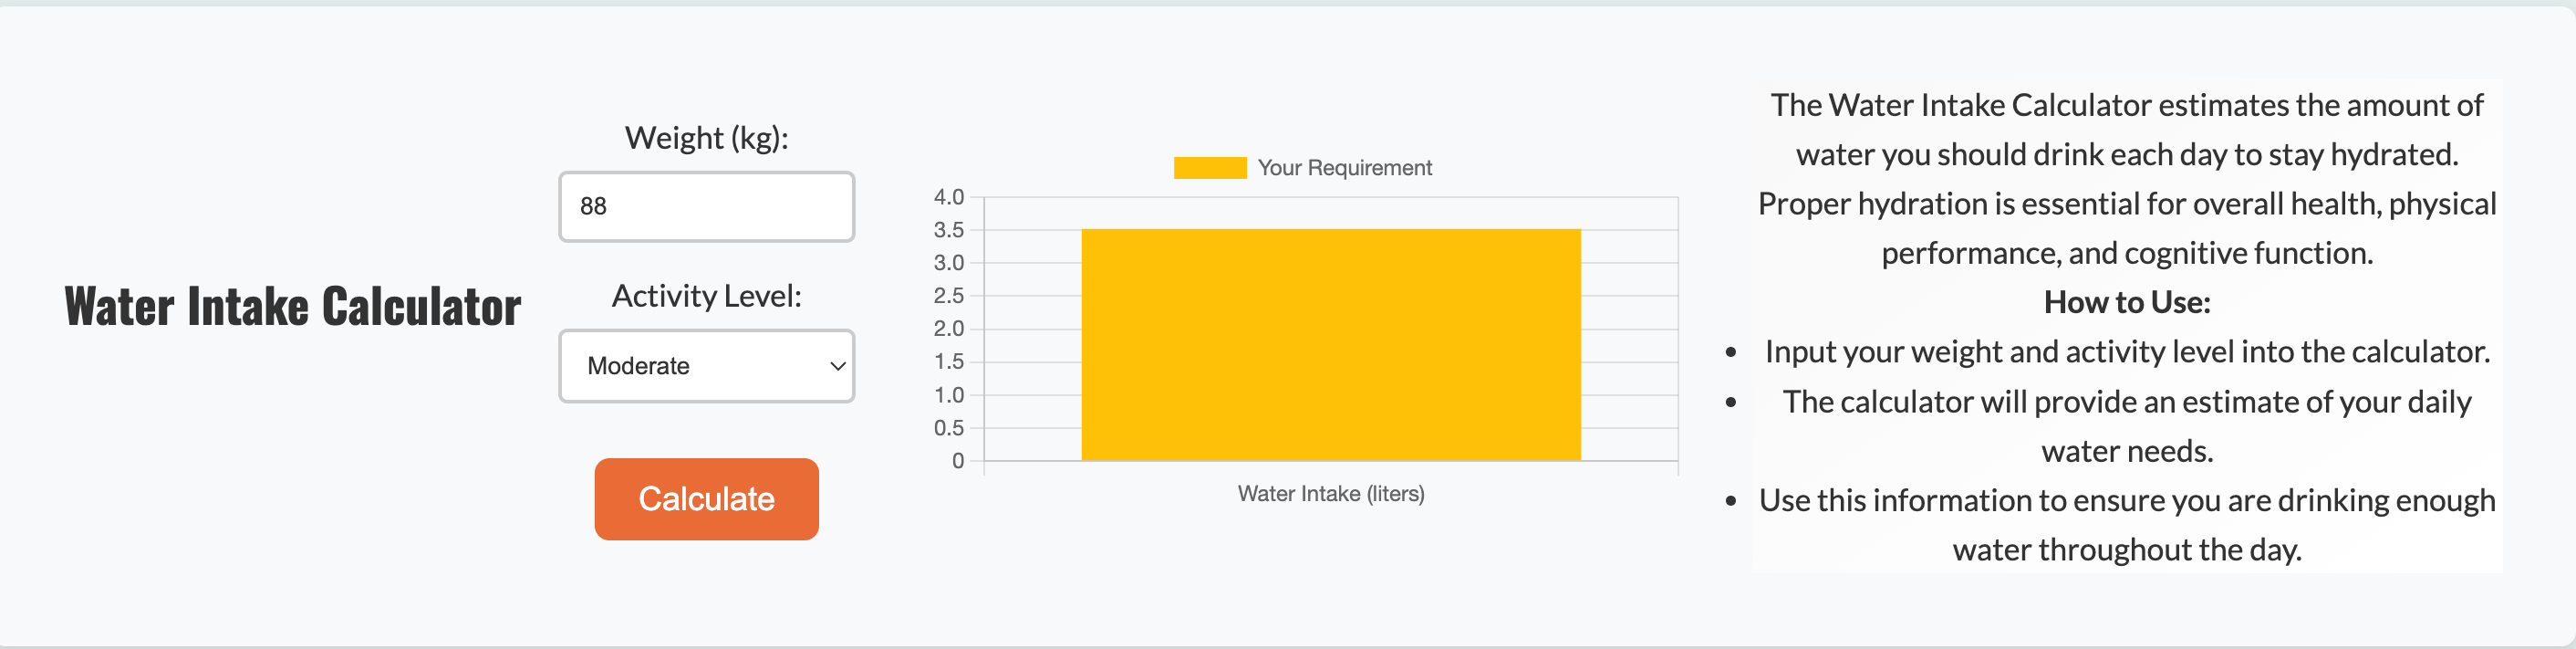 Water Intake Calculator
Weight (kg):
88
Activity Level:
Moderate
Calculate
Your Requirement
4.0
3.5
3.0
2.5
2.0
1.5
1.0
0.5
0
Water Intake (liters)
The Water Intake Calculator estimates the amount of
water you should drink each day to stay hydrated.
Proper hydration is essential for overall health, physical
performance, and cognitive function.
How to Use:
• Input your weight and activity level into the calculator.
• The calculator will provide an estimate of your daily
water needs.
• Use this information to ensure you are drinking enough
water throughout the day.